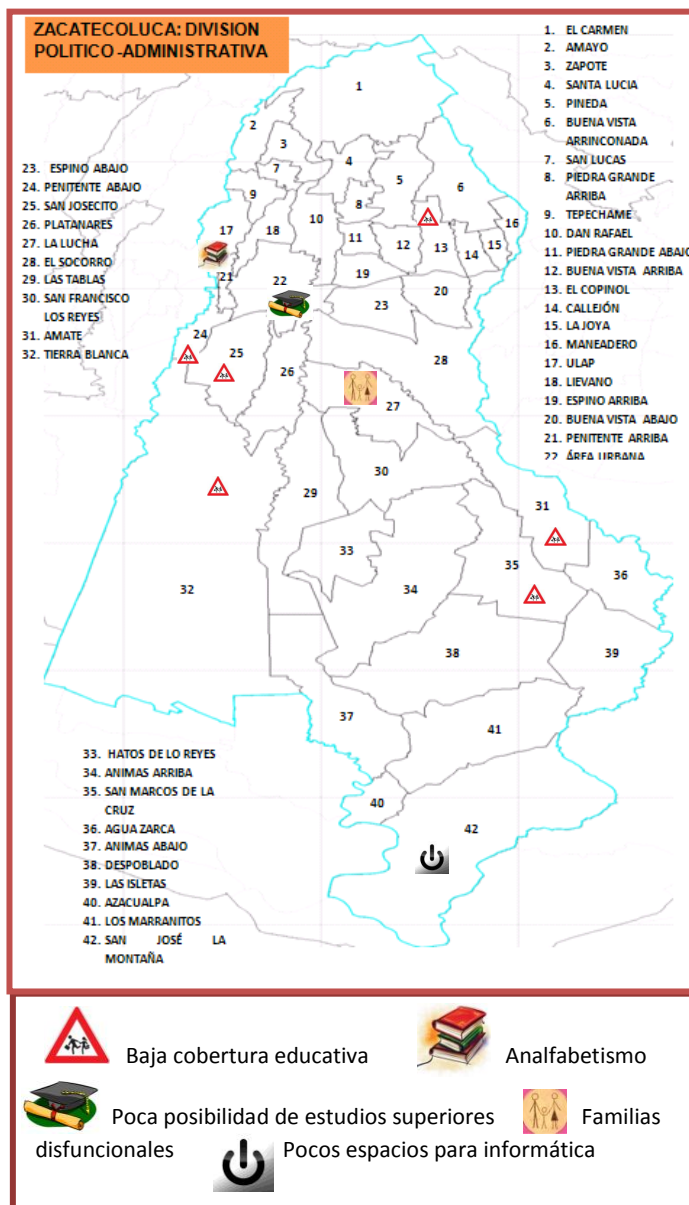 ZACATECOLUCA: DIVISION
POLITICO -ADMINISTRATIVA
1. EL CARMEN
2. AMAYO
3. ZAPOTE
4. SANTA LUCIA
5. PINEDA
6. BUENA VISTA
ARRINCONADA
7. SAN LUCAS
8. PIEDRA GRANDE
ARRIBA
9. TEPECHAME
10. DAN RAFAEL
11. PIEDRA GRANDE ABAJO
12. BUENA VISTA ARRIBA
13. EL COPINOL
14. CALLEJÓN
15. LA JOYA
16. MANEADERO
17. ULAP
18. LIEVANO
19. ESPINO ARRIBA
20. BUENA VISTA ABAJO
21. PENITENTE ARRIBA
22 ÁREA URBANA
23. ESPINO ABAJO
24. PENITENTE ABAJO
25. SAN JOSECITO
26. PLATANARES
27. LA LUCHA
28. EL SOCORRO
29. LAS TABLAS
30. SAN FRANCISCO
LOS REYES
31. AMATE
32. TIERRA BLANCA
1
2
3
4
5
6
7
8
9
10
11
12
13
14
15
16
17
18
19
20
21
22
23
24
25
26
27
28
29
30
31
32
33
34
35
36
37
38
39
40
41
42
33. HATOS DE LO REYES
34. ANIMAS ARRIBA
35. SAN MARCOS DE LA
CRUZ
36. AGUA ZARCA
37. ANIMAS ABAJO
38. DESPOBLADO
39. LAS ISLETAS
40. AZACUALPA
41. LOS MARRANITOS
42. SAN JOSÉ LA
MONTAÑA
Baja cobertura educativa Analfabetismo
Poca posibilidad de estudios superiores Familias
disfuncionales Pocos espacios para informática